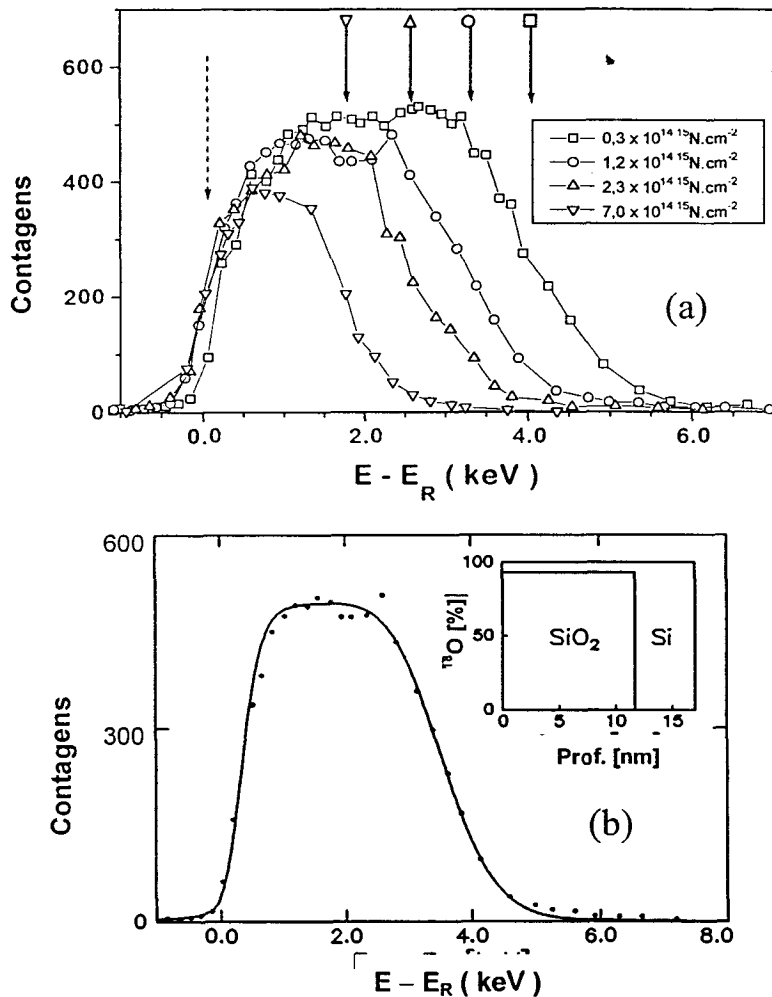 600
400
200
0
Contagens
0.0
2.0
4.0
6.0
E - E_R ( keV )
0,3 x 10^14 15N.cm^-2
1,2 x 10^14 15N.cm^-2
2,3 x 10^14 15N.cm^-2
7,0 x 10^14 15N.cm^-2
(a)
600
300
0
Contagens
0.0
2.0
4.0
6.0
8.0
E – E_R ( keV )
100
50
0
18O [%]
SiO₂
Si
0
5
10
15
Prof. [nm]
(b)